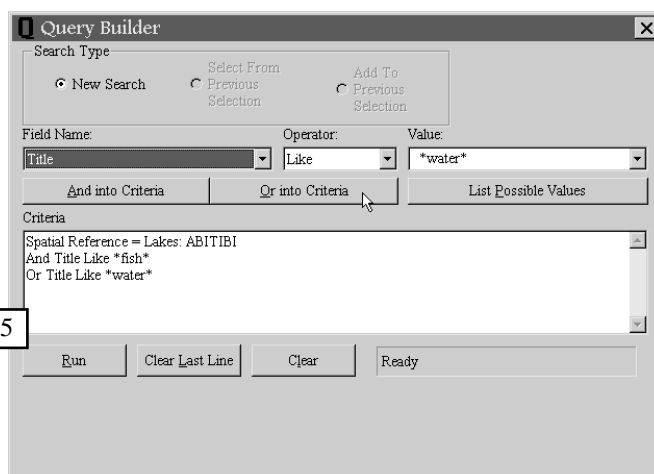 Query Builder
Search Type
New Search
Select From
Previous
Selection
Add To
Previous
Selection
Field Name:
Operator:
Value:
Title
Like
*water*
And into Criteria
Or into Criteria
List Possible Values
Criteria
Spatial Reference = Lakes: ABITIBI
And Title Like *fish*
Or Title Like *water*
5
Run
Clear Last Line
Clear
Ready